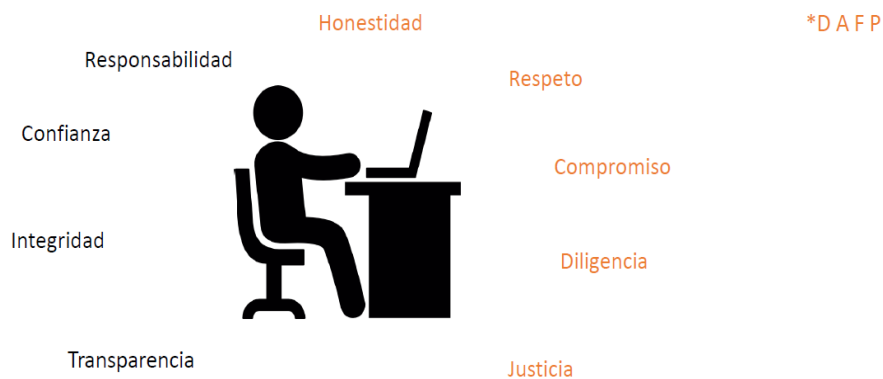 Honestidad
*D A F P
Responsabilidad
Respeto
Confianza
Compromiso
Integridad
Diligencia
Transparencia
Justicia